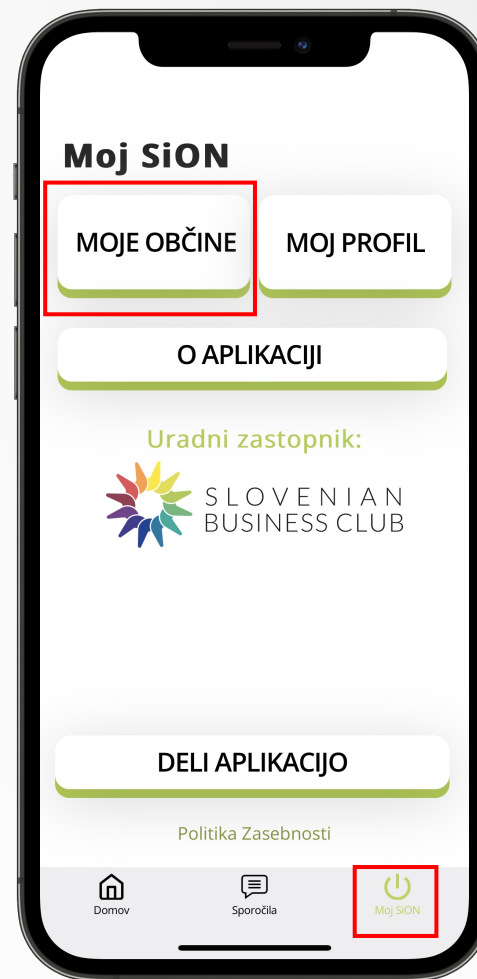 Moj SiON
MOJE OBČINE
MOJ PROFIL
O APLIKACIJI
Uradni zastopnik:
SLOVENIAN
BUSINESS CLUB
DELI APLIKACIJO
Politika Zasebnosti
Domov
Sporočila
Moj SiON